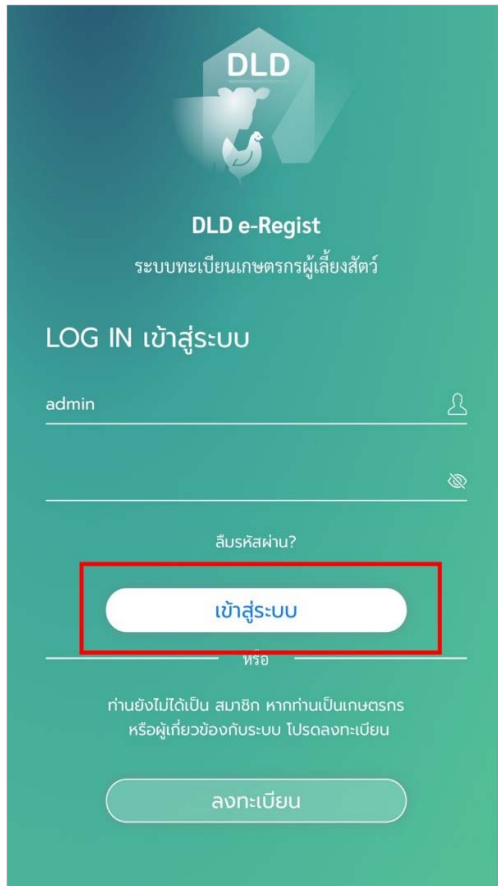 DLD
DLD e-Regist
ระบบทะเบียนเกษตรกรผู้เลี้ยงสัตว์
LOG IN เข้าสู่ระบบ
admin
ลืมรหัสผ่าน?
เข้าสู่ระบบ
หรือ
ท่านยังไม่ได้เป็น สมาชิก หากท่านเป็นเกษตรกร
หรือผู้เกี่ยวข้องกับระบบ โปรดลงทะเบียน
ลงทะเบียน